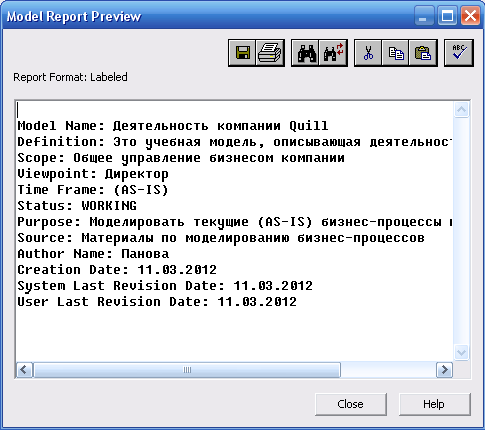 Model Report Preview
ABC
Report Format: Labeled
Model Name: Деятельность компании Quill
Definition: Это учебная модель, описывающая деятельност
Scope: Общее управление бизнесом компании
Viewpoint: Директор
Time Frame: (AS-IS)
Status: WORKING
Purpose: Моделировать текущие (AS-IS) бизнес-процессы
Source: Материалы по моделированию бизнес-процессов
Author Name: Панова
Creation Date: 11.03.2012
System Last Revision Date: 11.03.2012
User Last Revision Date: 11.03.2012
Close
Help